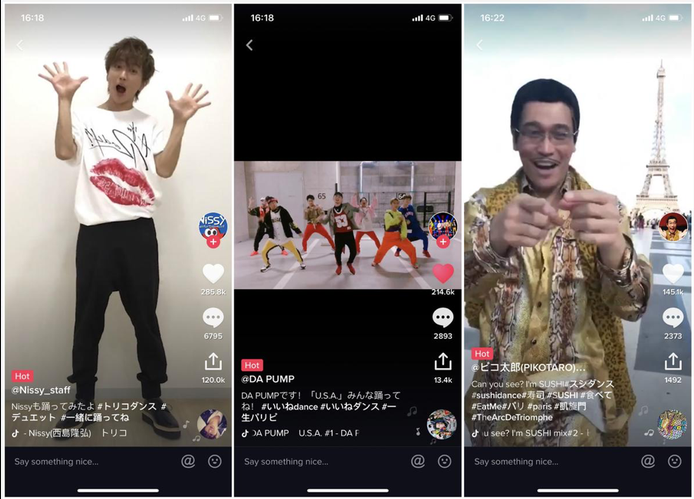 16:18
4G
Nissy
285.8k
6795
120.0k
Hot
@Nissy_staff
Nissyも踊ってみたよ #トリコダンス #
デュエット #一緒に踊ってね
- Nissy(西島隆弘) トリコ
Say something nice...
@
16:18
4G
65
214.6k
2893
13.4k
Hot
@DA PUMP
DA PUMPです！「U.S.A.」みんな踊って
ね！ #いいねdance #いいねダンス #一
生パリピ
DA PUMP U.S.A. #1 - DA F
Say something nice...
@
16:22
4G
145.1k
2373
1492
Hot
@ピコ太郎(PIKOTARO)...
Can you see? I'm SUSHI#スシダンス
#sushidance#寿司 #SUSHI #食べて
#EatMe#パリ #paris #凱旋門
#TheArcDeTriomphe
u see? I'm SUSHI mix#2 -
Say something nice...
@